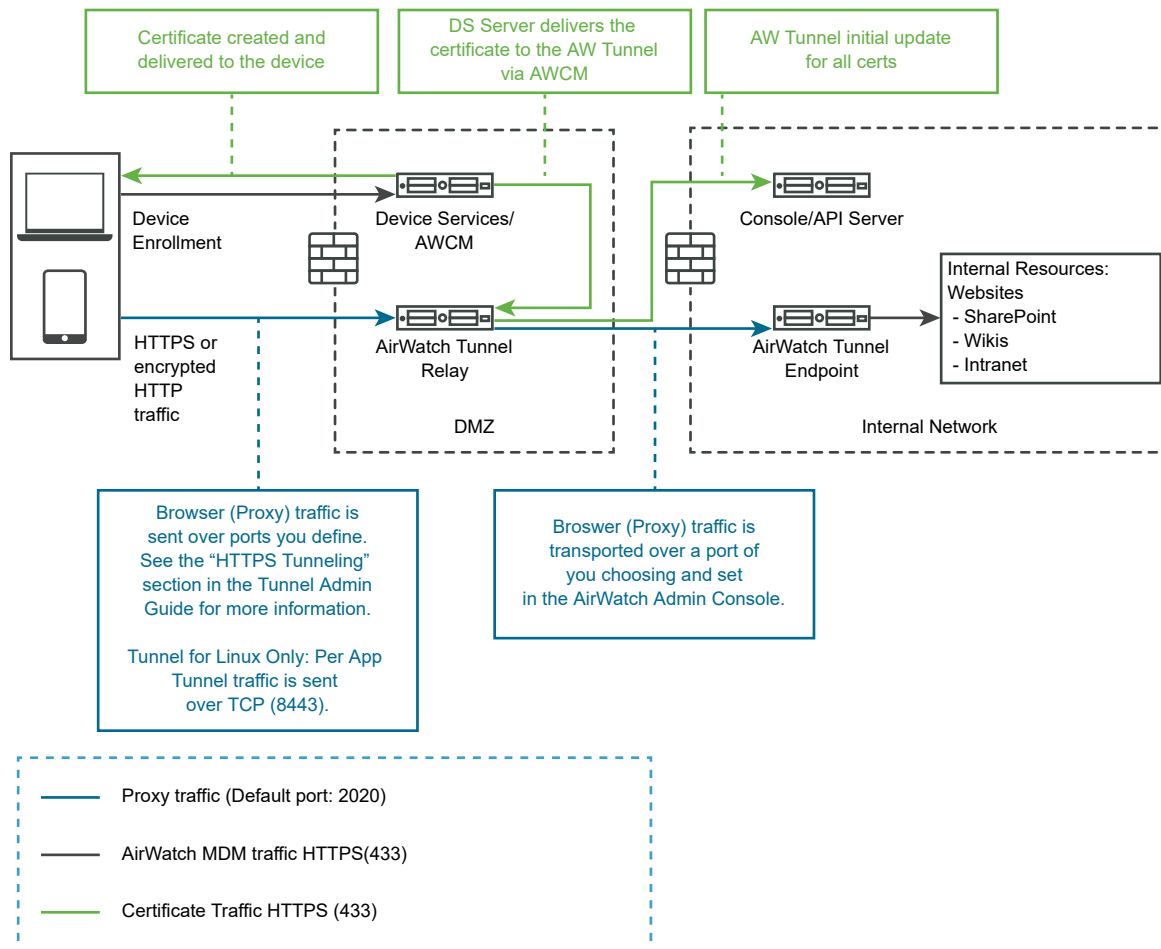 Certificate created and
delivered to the device
DS Server delivers the
certificate to the AW Tunnel
via AWCM
AW Tunnel initial update
for all certs
Device
Enrollment
Device Services/
AWCM
Console/API Server
HTTPS or
encrypted
HTTP
traffic
AirWatch Tunnel
Relay
AirWatch Tunnel
Endpoint
Internal Resources:
Websites
- SharePoint
- Wikis
- Intranet
DMZ
Internal Network
Browser (Proxy) traffic is
sent over ports you define.
See the “HTTPS Tunneling”
section in the Tunnel Admin
Guide for more information.
Tunnel for Linux Only: Per App
Tunnel traffic is sent
over TCP (8443).
Broswer (Proxy) traffic is
transported over a port of
you choosing and set
in the AirWatch Admin Console.
Proxy traffic (Default port: 2020)
AirWatch MDM traffic HTTPS(433)
Certificate Traffic HTTPS (433)